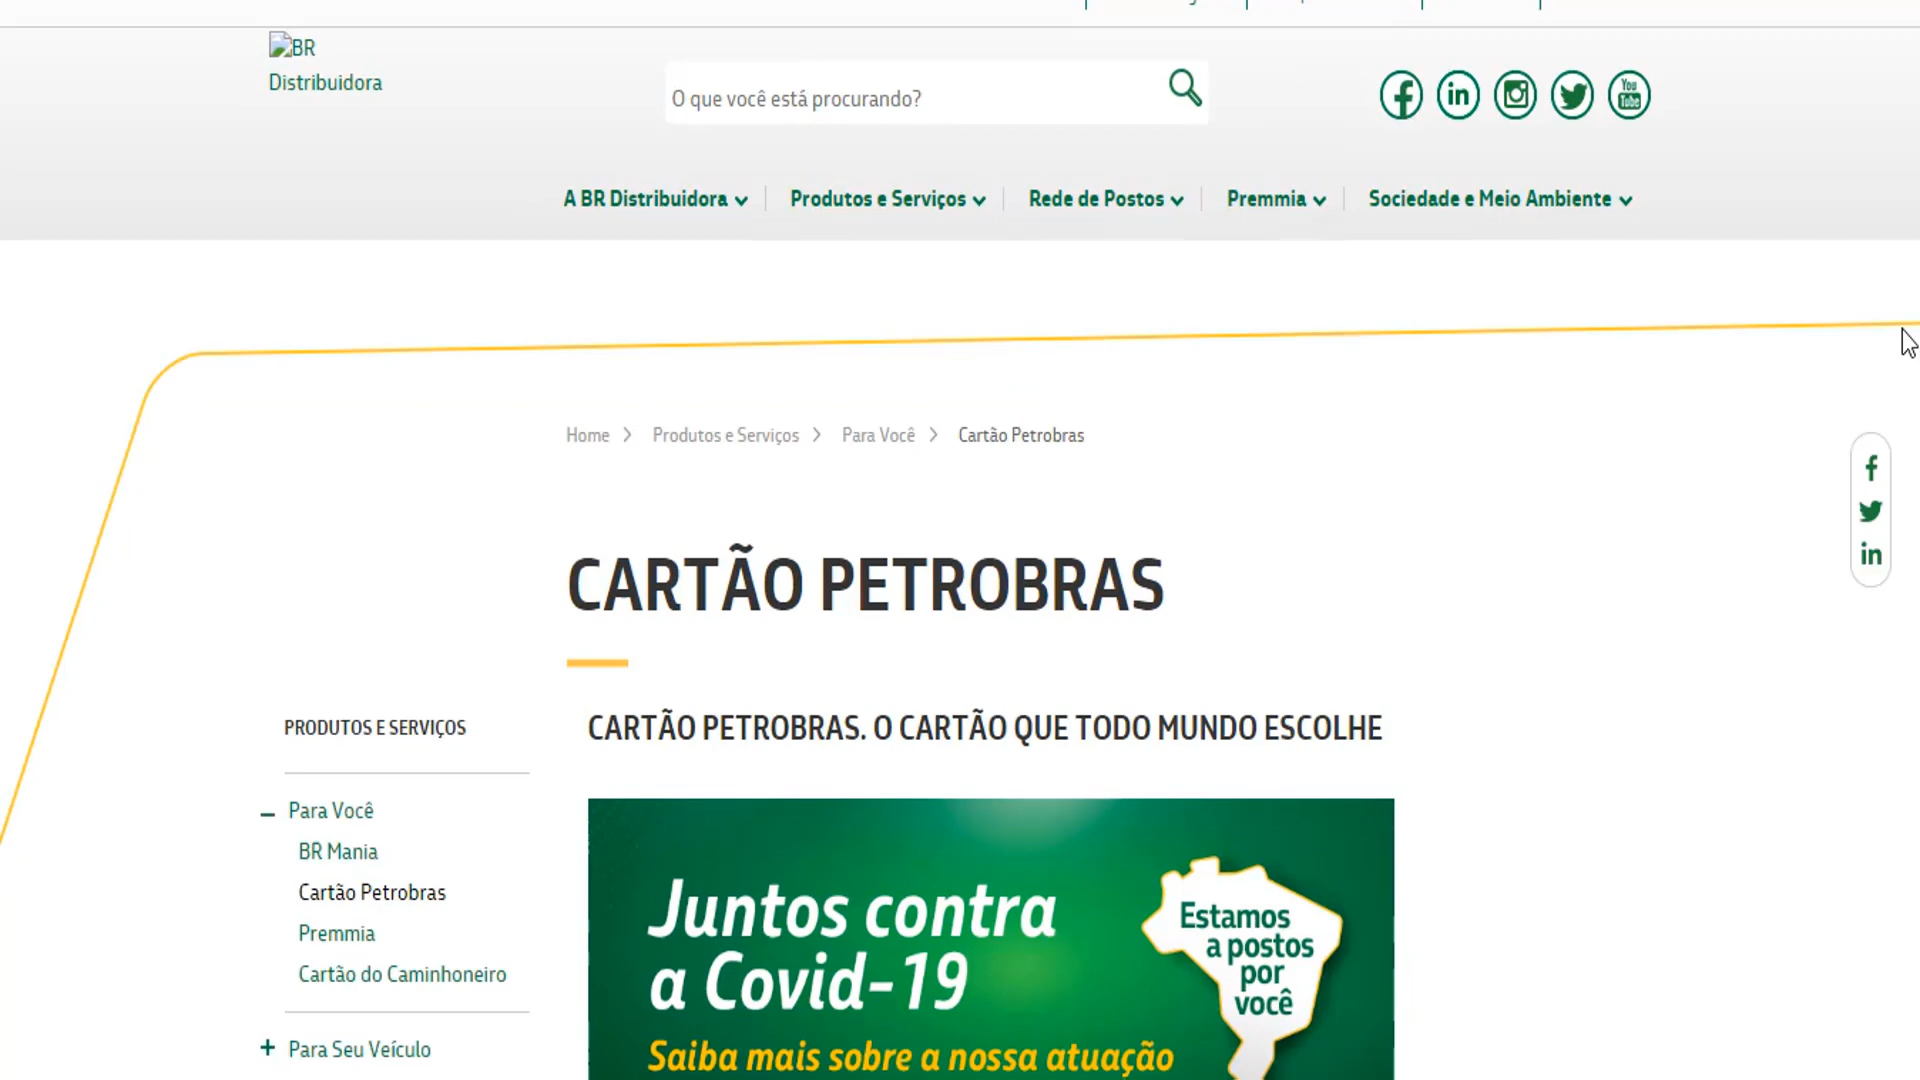 BR
Distribuidora
O que você está procurando?
You
Tube
A BR Distribuidora
Produtos e Serviços
Rede de Postos
Premmia
Sociedade e Meio Ambiente
Home > Produtos e Serviços > Para Você > Cartão Petrobras
CARTÃO PETROBRAS
PRODUTOS E SERVIÇOS
Para Você
BR Mania
Cartão Petrobras
Premmia
Cartão do Caminhoneiro
Para Seu Veículo
CARTÃO PETROBRAS. O CARTÃO QUE TODO MUNDO ESCOLHE
Juntos contra
a Covid-19
Saiba mais sobre a nossa atuação
Estamos
a postos
por
você